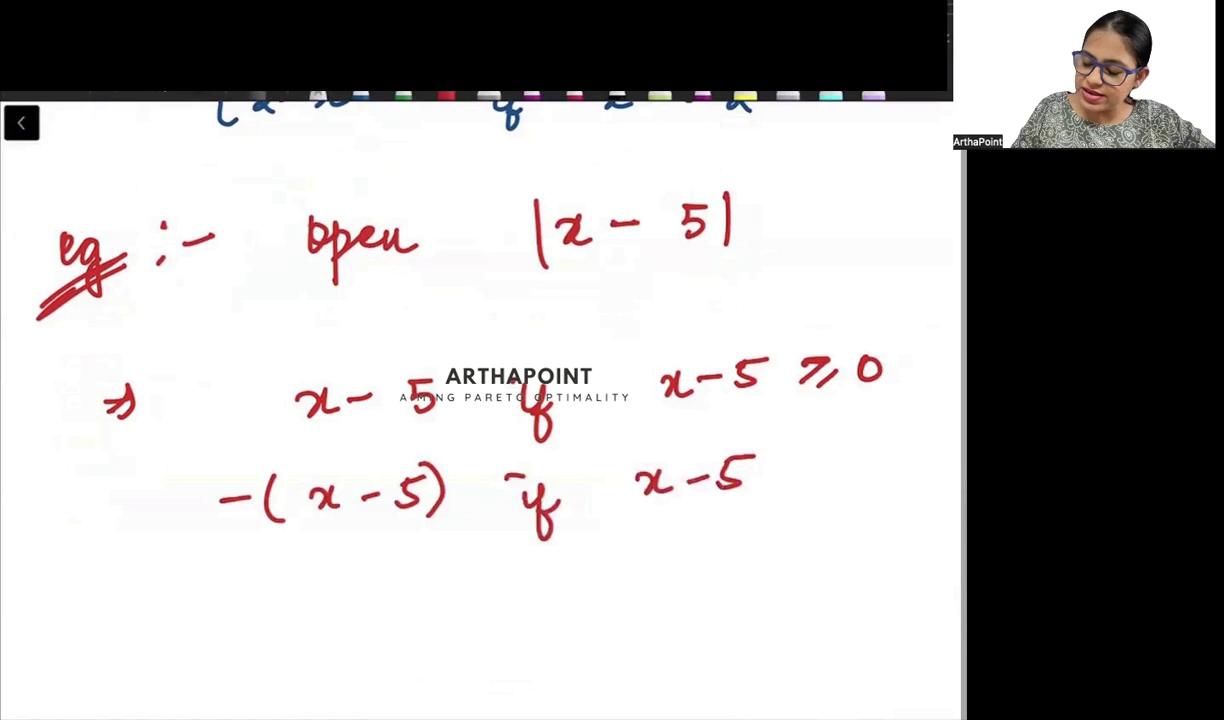 ArthaPoint
eg :- open |x - 5|
⇒ x - 5 if x - 5 ≥ 0
ARTHAPOINT
AIMING PARETO OPTIMALITY
-(x - 5) if x - 5